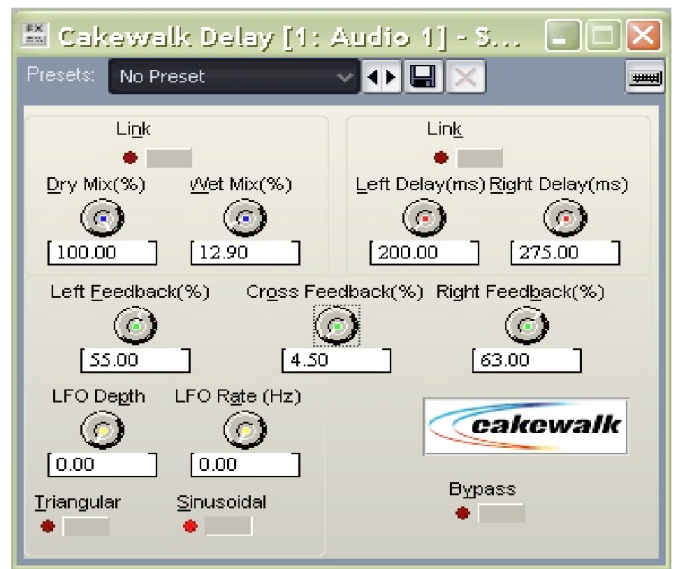 Cakewalk Delay [1: Audio 1] - S...
Presets: No Preset
Link
Link
Dry Mix(%) Wet Mix(%) Left Delay(ms) Right Delay(ms)
100.00 12.90 200.00 275.00
Left Feedback(%) Cross Feedback(%) Right Feedback(%)
55.00 4.50 63.00
LFO Depth LFO Rate (Hz)
cakewalk
0.00 0.00
Triangular Sinusoidal
Bypass